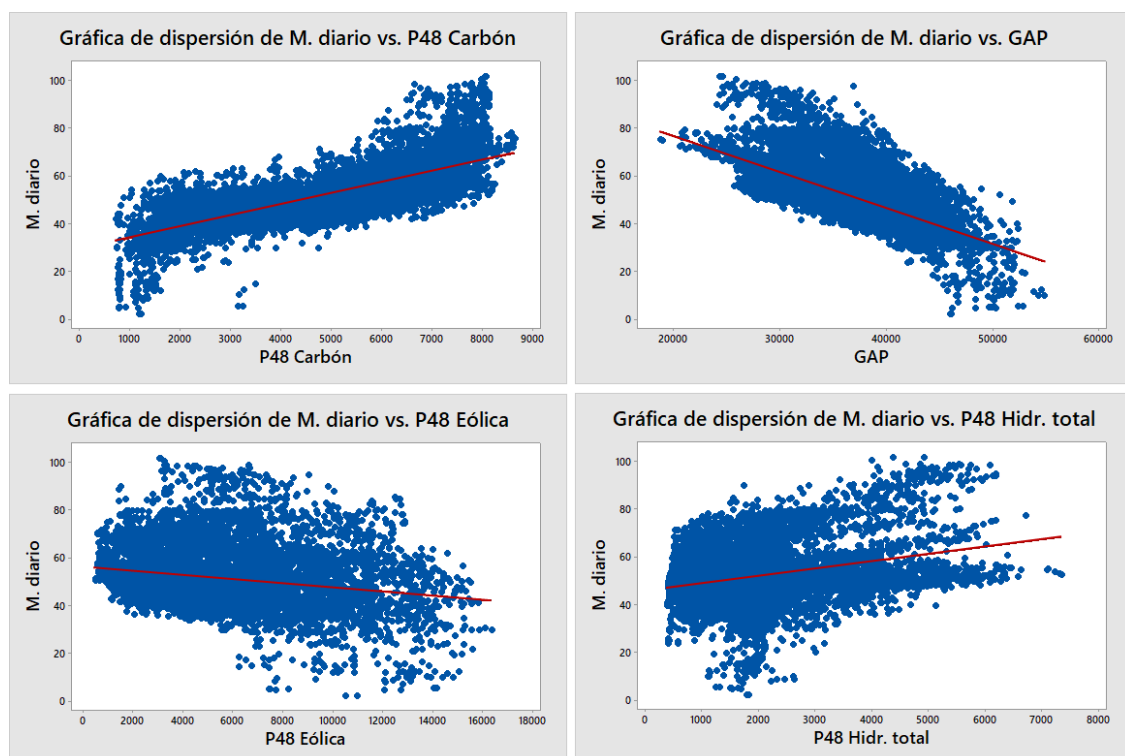 Gráfica de dispersión de M. diario vs. P48 Carbón
100
80
60
40
20
0
M. diario
0 1000 2000 3000 4000 5000 6000 7000 8000 9000
P48 Carbón
Gráfica de dispersión de M. diario vs. GAP
100
80
60
40
20
0
M. diario
20000 30000 40000 50000 60000
GAP
Gráfica de dispersión de M. diario vs. P48 Eólica
100
80
60
40
20
0
M. diario
0 2000 4000 6000 8000 10000 12000 14000 16000 18000
P48 Eólica
Gráfica de dispersión de M. diario vs. P48 Hidr. total
100
80
60
40
20
0
M. diario
0 1000 2000 3000 4000 5000 6000 7000 8000
P48 Hidr. total